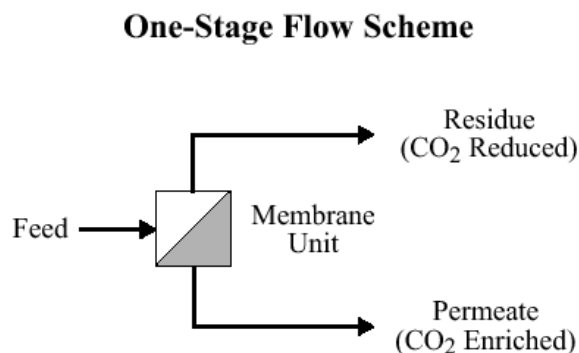 One-Stage Flow Scheme
Residue
(CO₂ Reduced)
Feed
Membrane
Unit
Permeate
(CO₂ Enriched)